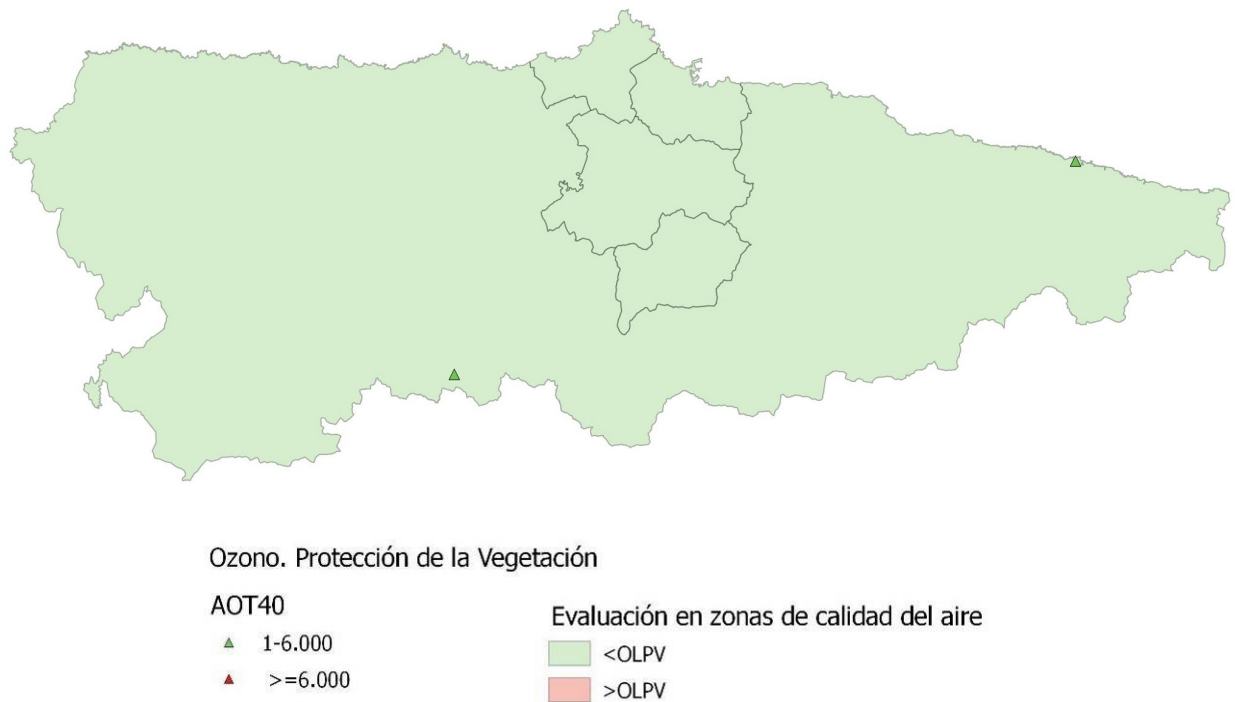 Ozono. Protección de la Vegetación
AOT40
1-6.000
>=6.000
Evaluación en zonas de calidad del aire
<OLPV
>OLPV